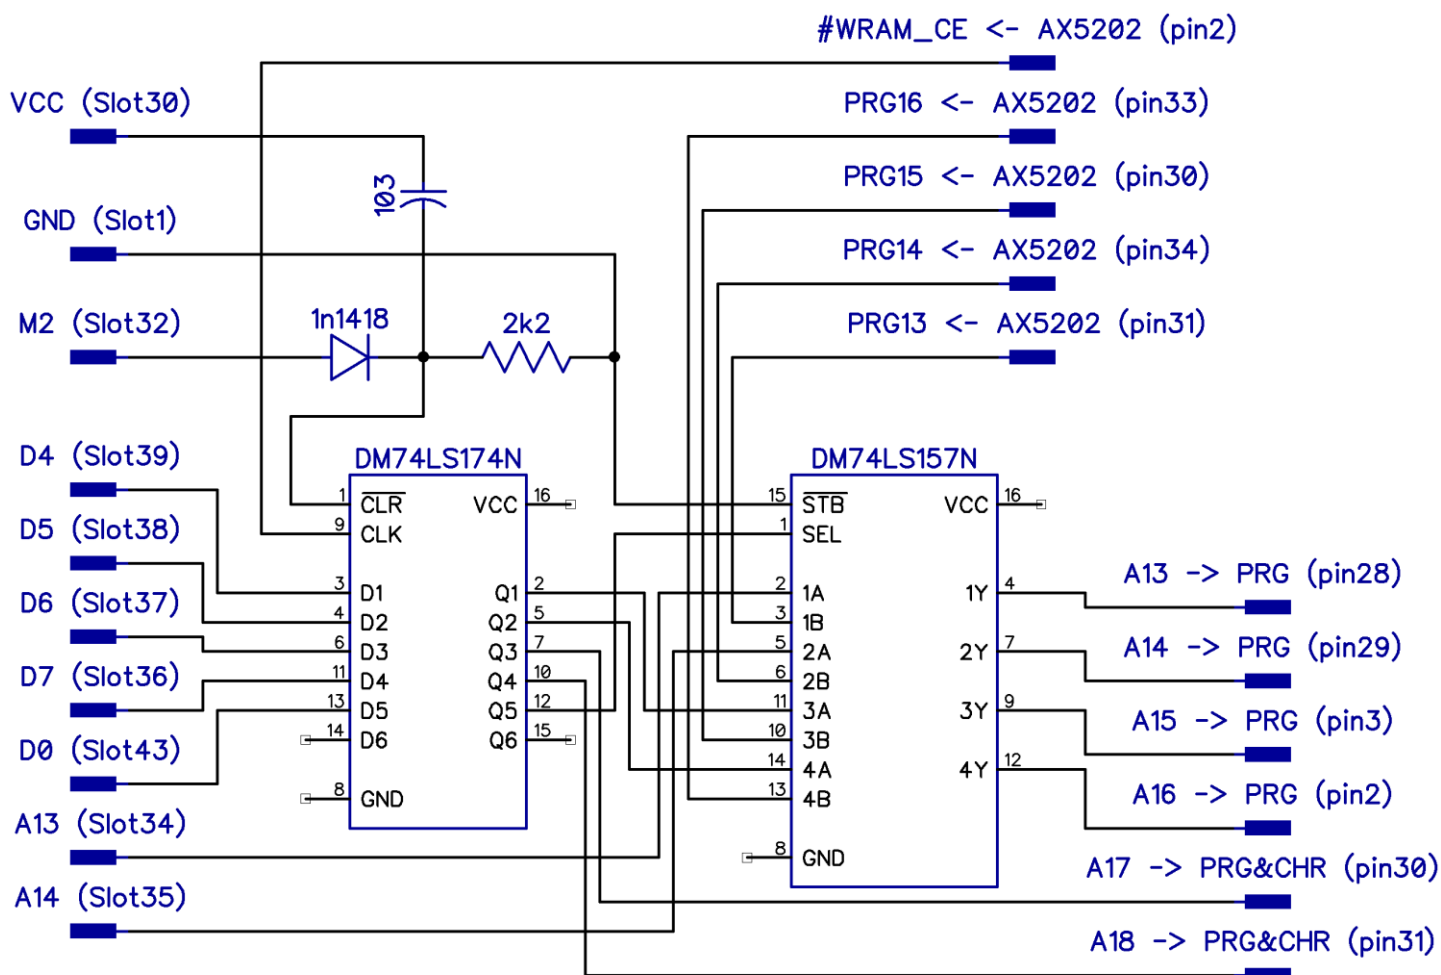 #WRAM_CE <- AX5202 (pin2)
VCC (Slot30)
PRG16 <- AX5202 (pin33)
103
PRG15 <- AX5202 (pin30)
GND (Slot1)
PRG14 <- AX5202 (pin34)
M2 (Slot32)
1n1418
2k2
PRG13 <- AX5202 (pin31)
D4 (Slot39)
D5 (Slot38)
D6 (Slot37)
D7 (Slot36)
D0 (Slot43)
A13 (Slot34)
A14 (Slot35)
DM74LS174N
1 CLR VCC 16
9 CLK
3 D1 Q1 2
4 D2 Q2 5
6 D3 Q3 7
11 D4 Q4 10
13 D5 Q5 12
14 D6 Q6 15
8 GND
DM74LS157N
15 STB VCC 16
1 SEL
2 1A 1Y 4
3 1B
5 2A 2Y 7
6 2B
11 3A 3Y 9
10 3B
14 4A 4Y 12
13 4B
8 GND
A13 -> PRG (pin28)
A14 -> PRG (pin29)
A15 -> PRG (pin3)
A16 -> PRG (pin2)
A17 -> PRG&CHR (pin30)
A18 -> PRG&CHR (pin31)